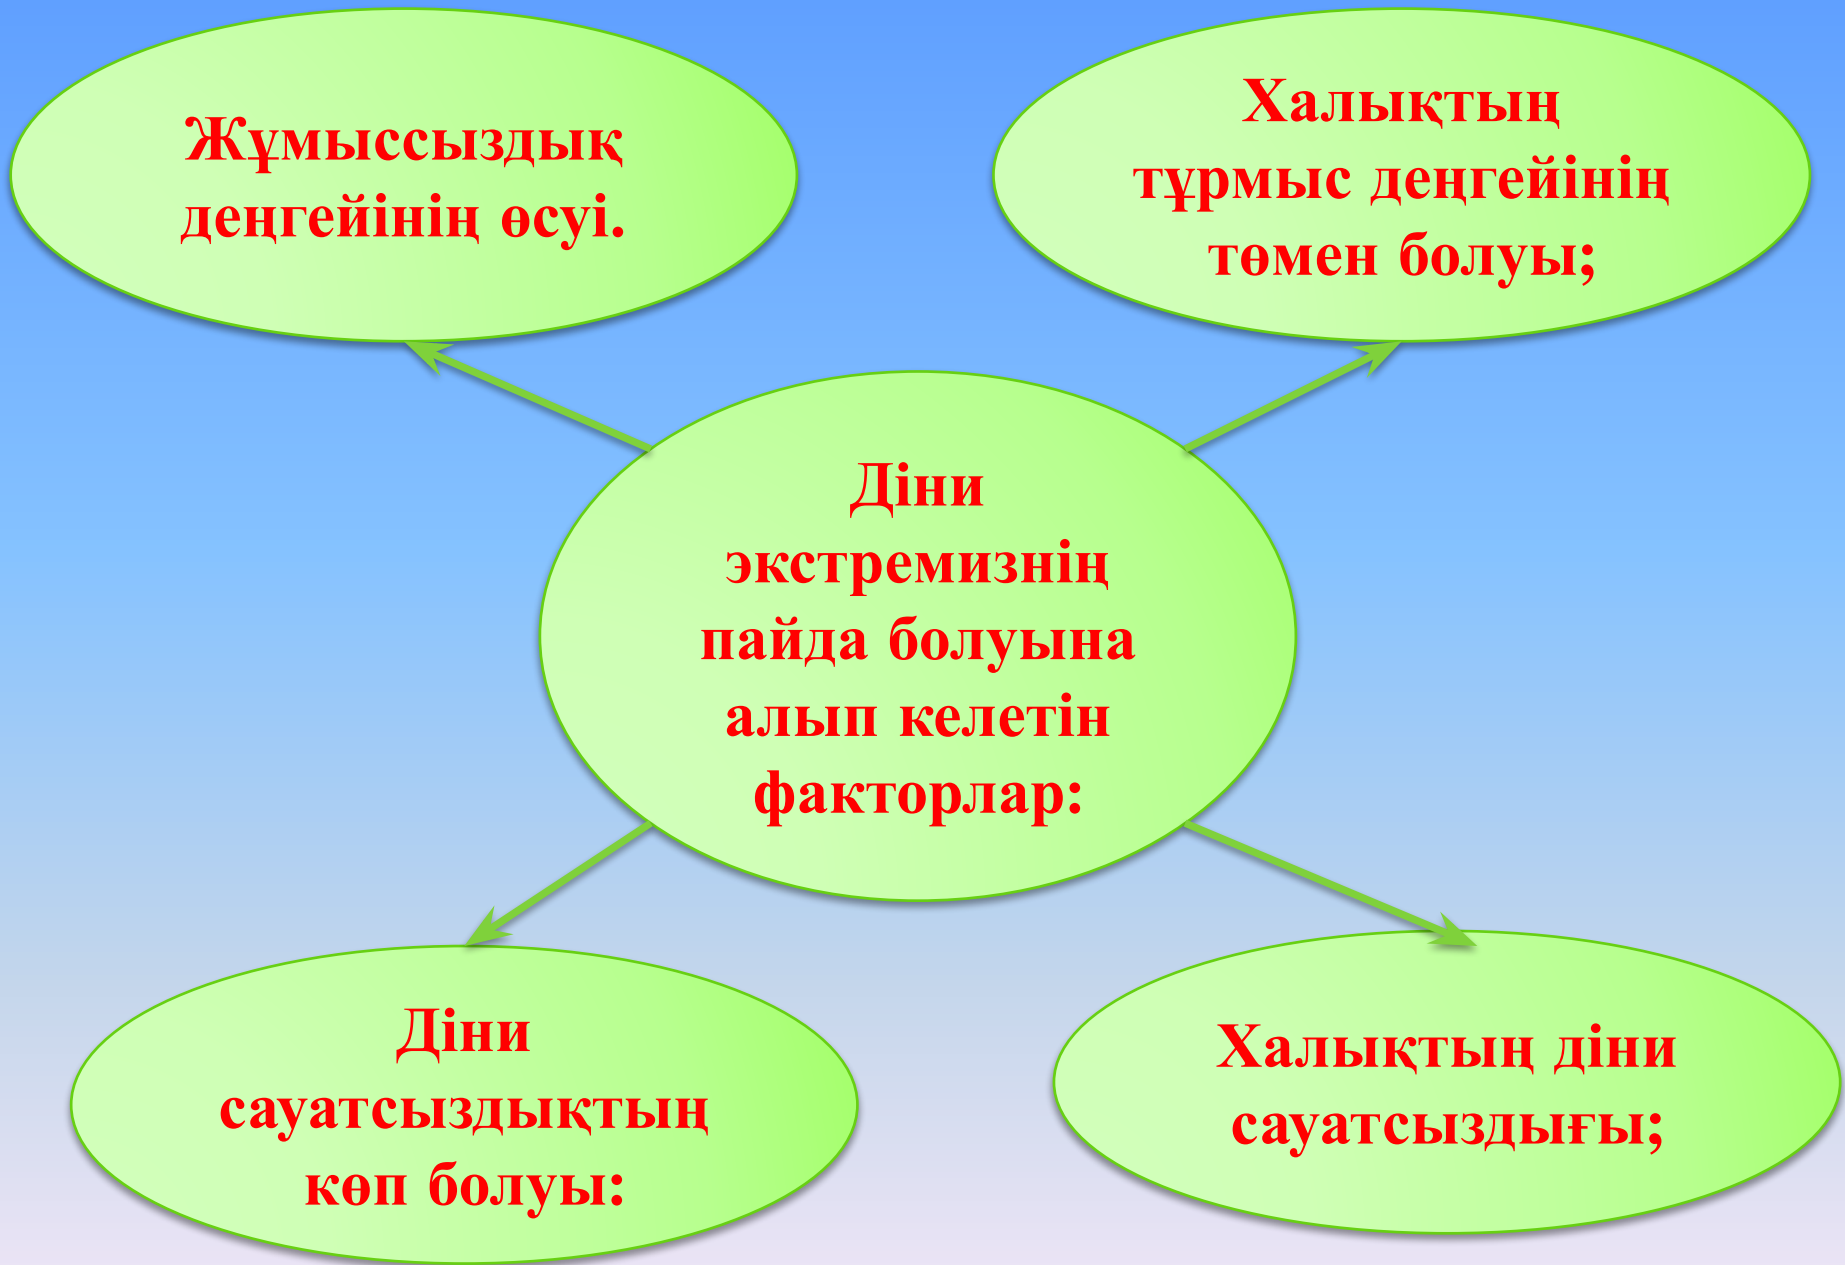 Жұмыссыздық
деңгейінің өсуі.
Халықтың
тұрмыс деңгейінің
төмен болуы;
Діни
экстремизнің
пайда болуына
алып келетін
факторлар:
Діни
сауатсыздықтың
көп болуы:
Халықтың діни
сауатсыздығы;